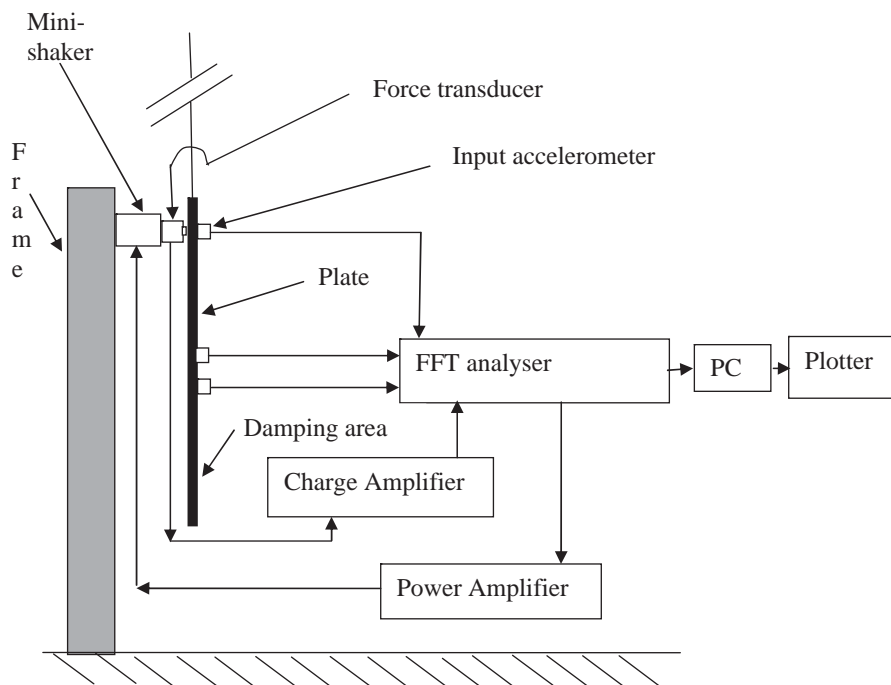 Mini-
shaker
Force transducer
Input accelerometer
F
r
a
m
e
Plate
FFT analyser
PC
Plotter
Damping area
Charge Amplifier
Power Amplifier